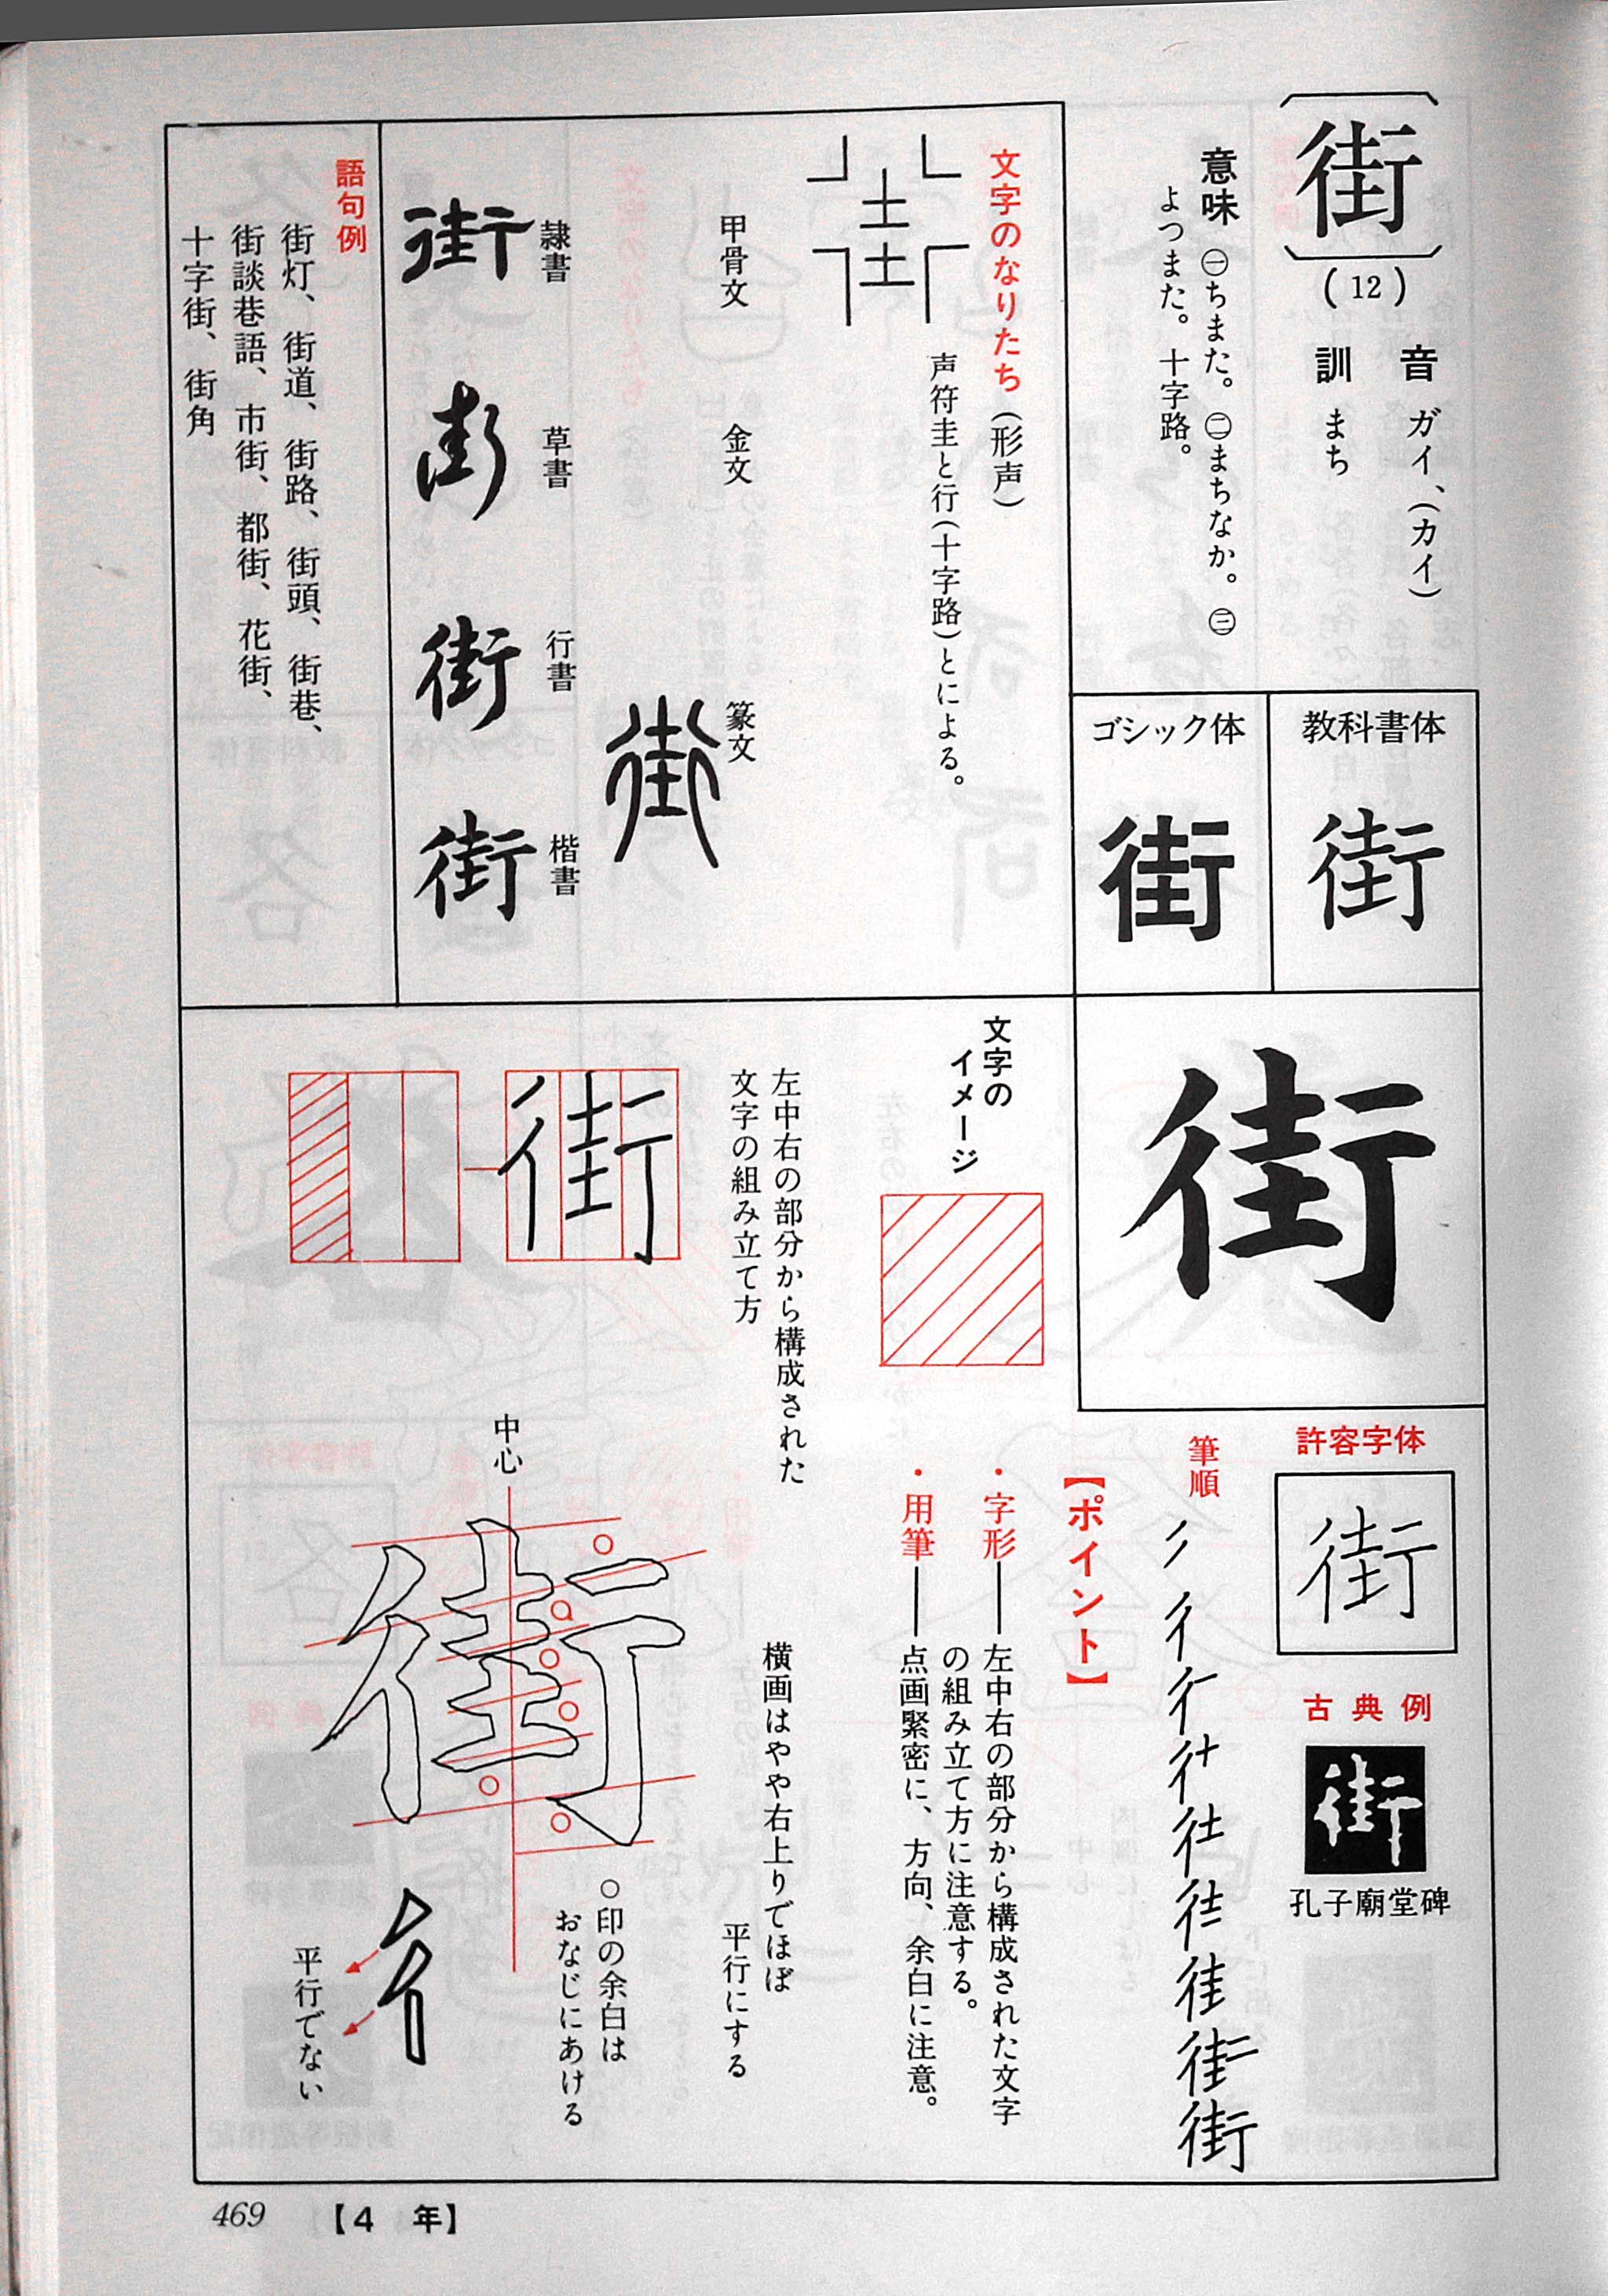 街
(12)
音 ガイ、(カイ)
訓 まち
意味 ㊀ちまた。㊁まちなか。㊂
よつまた。十字路。
教科書体
街
ゴシック体
街
街
許容字体
街
古典例
街
孔子廟堂碑
筆順
街
【ポイント】
・字形――左中右の部分から構成された文字
の組み立て方に注意する。
・用筆――点画緊密に、方向、余白に注意。
文字のなりたち(形声)
声符圭と行(十字路)とによる。
甲骨文 金文 篆文
街
隷書 草書 行書 楷書
街 街 街 街
語句例
街灯、街道、街路、街頭、街巷、
街談巷語、市街、都街、花街、
十字街、街角
文字の
イメージ
左中右の部分から構成された
文字の組み立て方
街
横画はやや右上りでほぼ
平行にする
中心
街
○印の余白は
おなじにあける
彳
平行でない
469 【4 年】